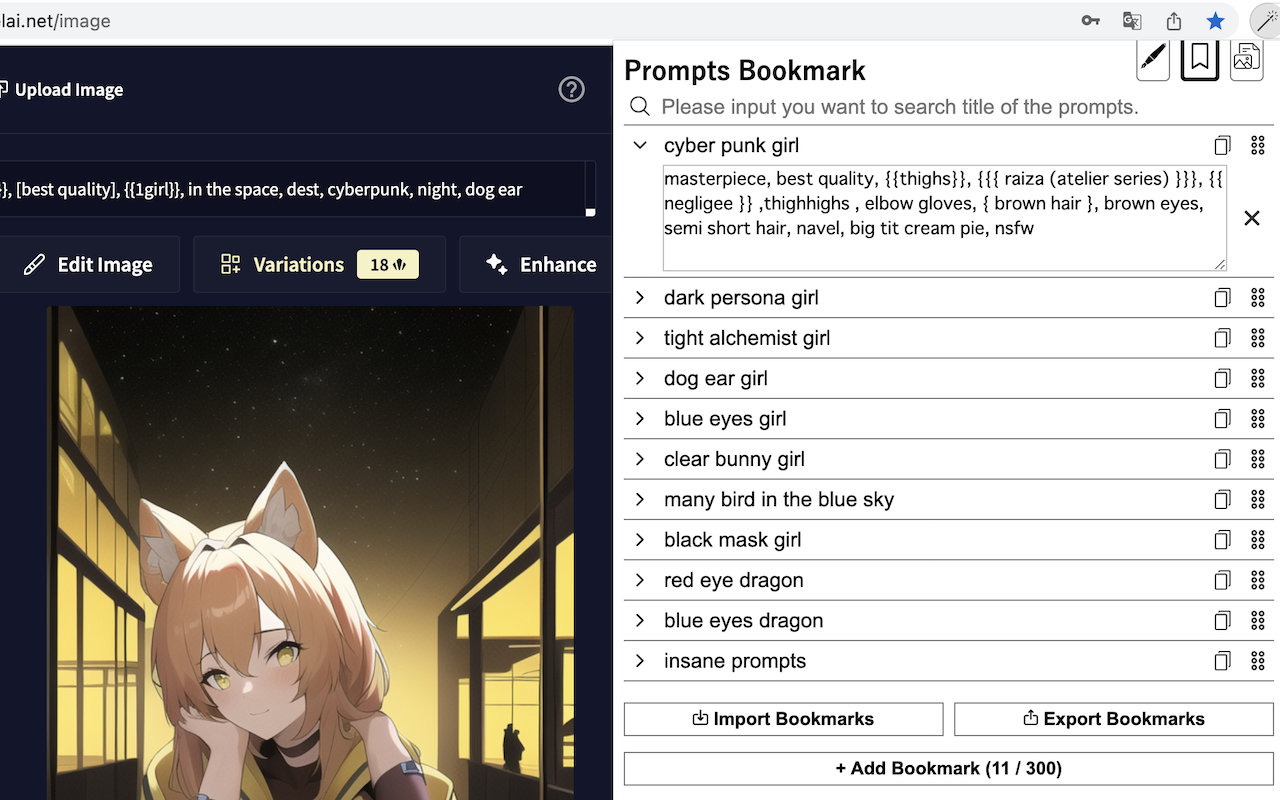 elai.net/image
Upload Image
}, [best quality], {{1girl}}, in the space, dest, cyberpunk, night, dog ear
Edit Image
Variations 18
Enhance
Prompts Bookmark
Please input you want to search title of the prompts.
cyber punk girl
masterpiece, best quality, {{thighs}}, {{{ raiza (atelier series) }}}, {{
negligee }} ,thighhighs , elbow gloves, { brown hair }, brown eyes,
semi short hair, navel, big tit cream pie, nsfw
dark persona girl
tight alchemist girl
dog ear girl
blue eyes girl
clear bunny girl
many bird in the blue sky
black mask girl
red eye dragon
blue eyes dragon
insane prompts
Import Bookmarks
Export Bookmarks
+ Add Bookmark (11 / 300)